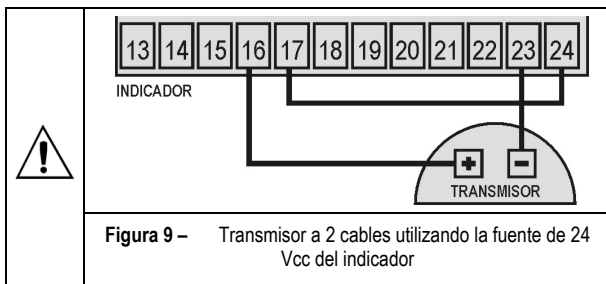 13 14 15 16 17 18 19 20 21 22 23 24
INDICADOR
+ -
TRANSMISOR
Figura 9 – Transmisor a 2 cables utilizando la fuente de 24
Vcc del indicador